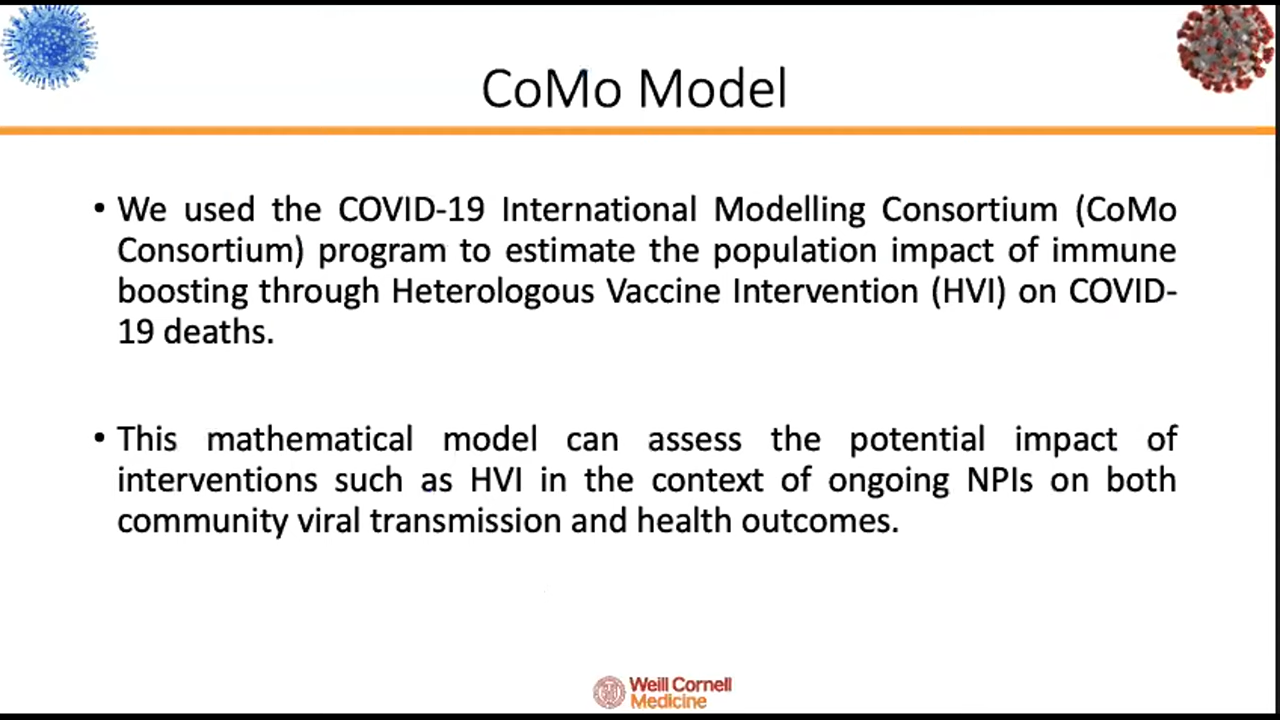 CoMo Model
• We used the COVID-19 International Modelling Consortium (CoMo
Consortium) program to estimate the population impact of immune
boosting through Heterologous Vaccine Intervention (HVI) on COVID-
19 deaths.
• This mathematical model can assess the potential impact of
interventions such as HVI in the context of ongoing NPIs on both
community viral transmission and health outcomes.
Weill Cornell
Medicine